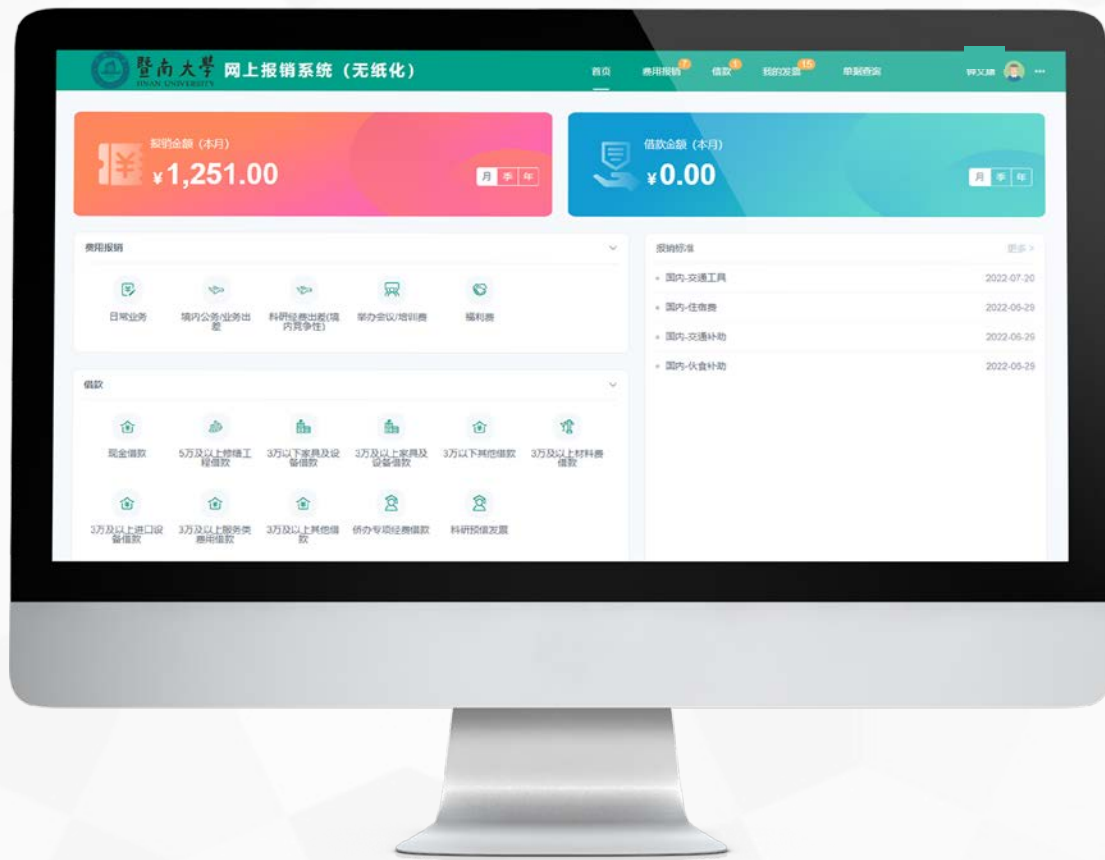 暨南大學
JINAN UNIVERSITY
网上报销系统（无纸化）
首页
费用报销 7
借款 1
我的发票 15
单据查询
报销金额（本月）
¥1,251.00
月 季 年
借款金额（本月）
¥0.00
月 季 年
费用报销
日常业务
境内公务/业务出
差
科研经费出差(境
内竞争性)
举办会议/培训费
福利费
借款
现金借款
5万及以上修缮工
程借款
3万以下家具及设
备借款
3万及以上家具及
设备借款
3万以下其他借款
3万及以上材料费
借款
3万及以上进口设
备借款
3万及以上服务类
费用借款
3万及以上其他借
款
侨办专项经费借款
科研预借发票
报销标准
更多 >
国内-交通工具 2022-07-20
国内-住宿费 2022-06-29
国内-交通补助 2022-06-29
国内-伙食补助 2022-06-29